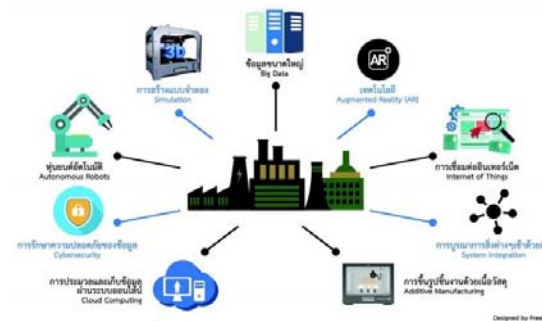 ข้อมูลขนาดใหญ่
Big Data
3D
การสร้างแบบจำลอง
Simulation
AR
เทคโนโลยี
Augmented Reality (AR)
หุ่นยนต์อัตโนมัติ
Autonomous Robots
การเชื่อมต่ออินเทอร์เน็ต
Internet of Things
การรักษาความปลอดภัยของข้อมูล
Cybersecurity
การบูรณาการสิ่งต่างๆเข้าด้วย
System Integration
การประมวลและเก็บข้อมูล
ผ่านระบบออนไลน์
Cloud Computing
การขึ้นรูปชิ้นงานด้วยเนื้อวัสดุ
Additive Manufacturing
Designed by Free